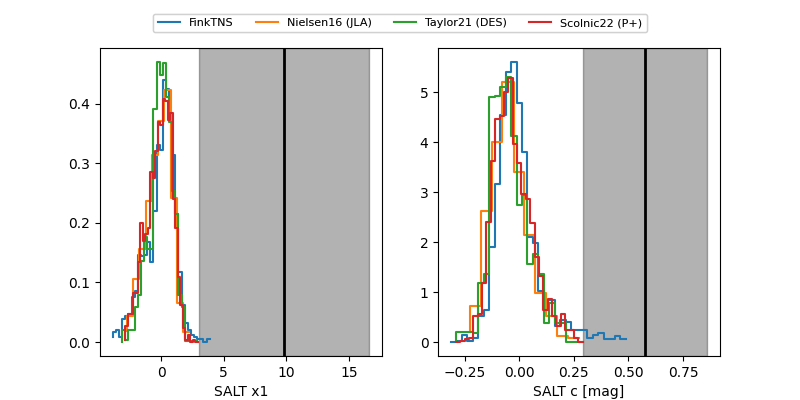 FinkTNS Nielsen16 (JLA) Taylor21 (DES) Scolnic22 (P+)
0.4
0.3
0.2
0.1
0.0
0 5 10 15
SALT x1
5
4
3
2
1
0
−0.25 0.00 0.25 0.50 0.75
SALT c [mag]